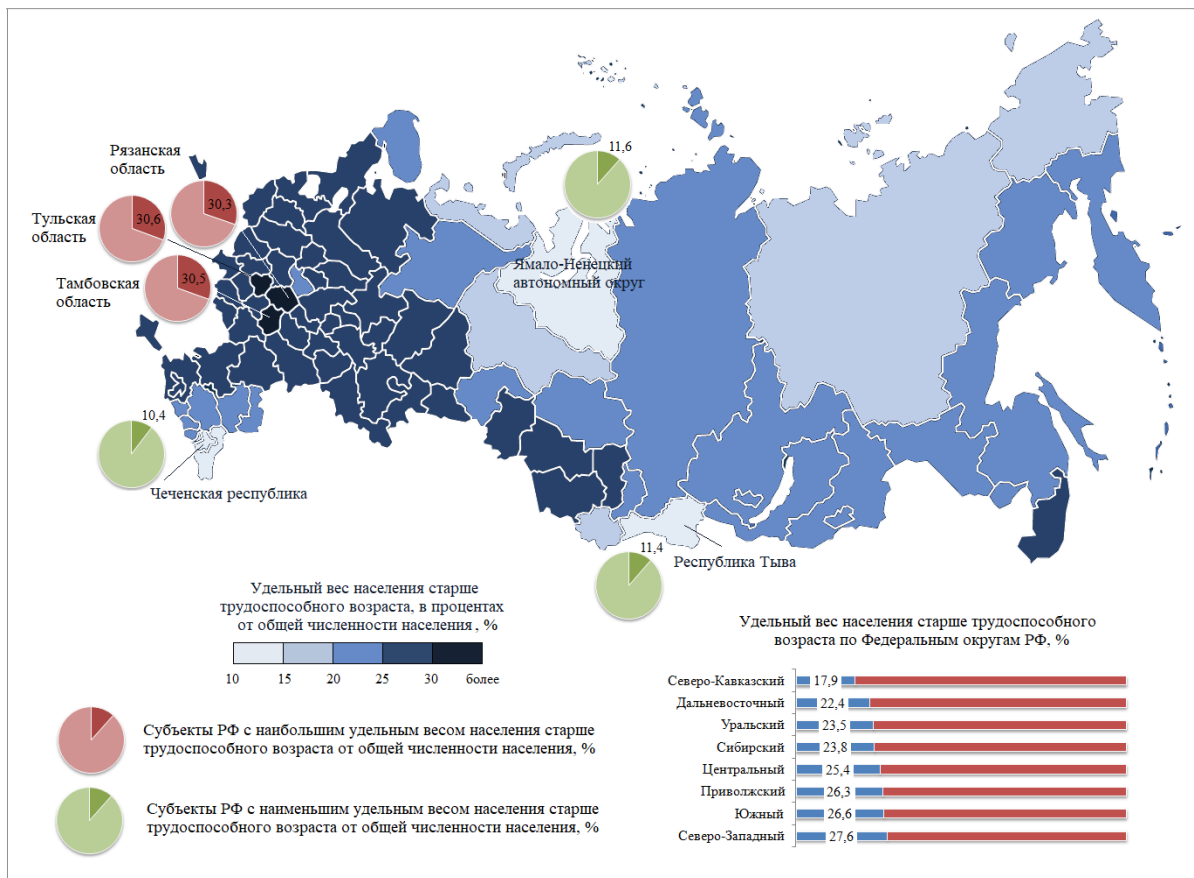 Рязанская
область
30,3
Тульская
область
30,6
Тамбовская
область
30,5
11,6
Ямало-Ненецкий
автономный округ
10,4
Чеченская республика
11,4
Республика Тыва
Удельный вес населения старше
трудоспособного возраста, в процентах
от общей численности населения , %
10 15 20 25 30 более
Субъекты РФ с наибольшим удельным весом населения старше
трудоспособного возраста от общей численности населения, %
Субъекты РФ с наименьшим удельным весом населения старше
трудоспособного возраста от общей численности населения, %
Удельный вес населения старше трудоспособного
возраста по Федеральным округам РФ, %
Северо-Кавказский 17,9
Дальневосточный 22,4
Уральский 23,5
Сибирский 23,8
Центральный 25,4
Приволжский 26,3
Южный 26,6
Северо-Западный 27,6